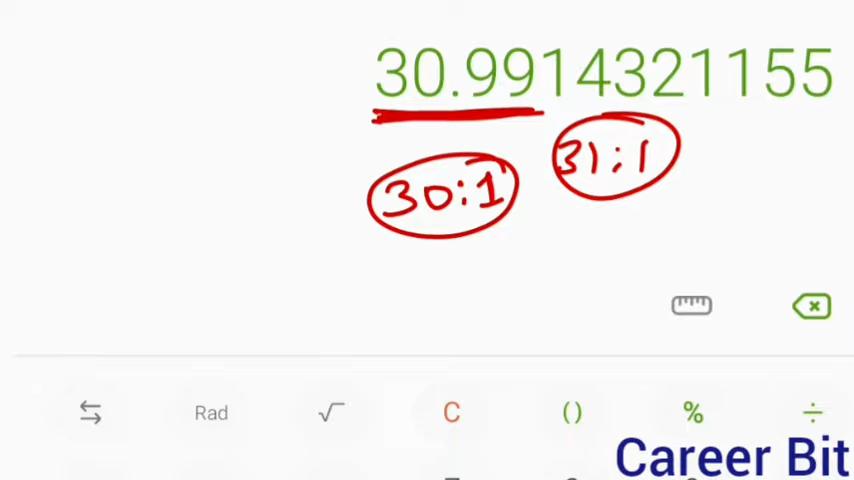 30.9914321155
30:1 31:1
Rad √ C () % ÷
Career Bit